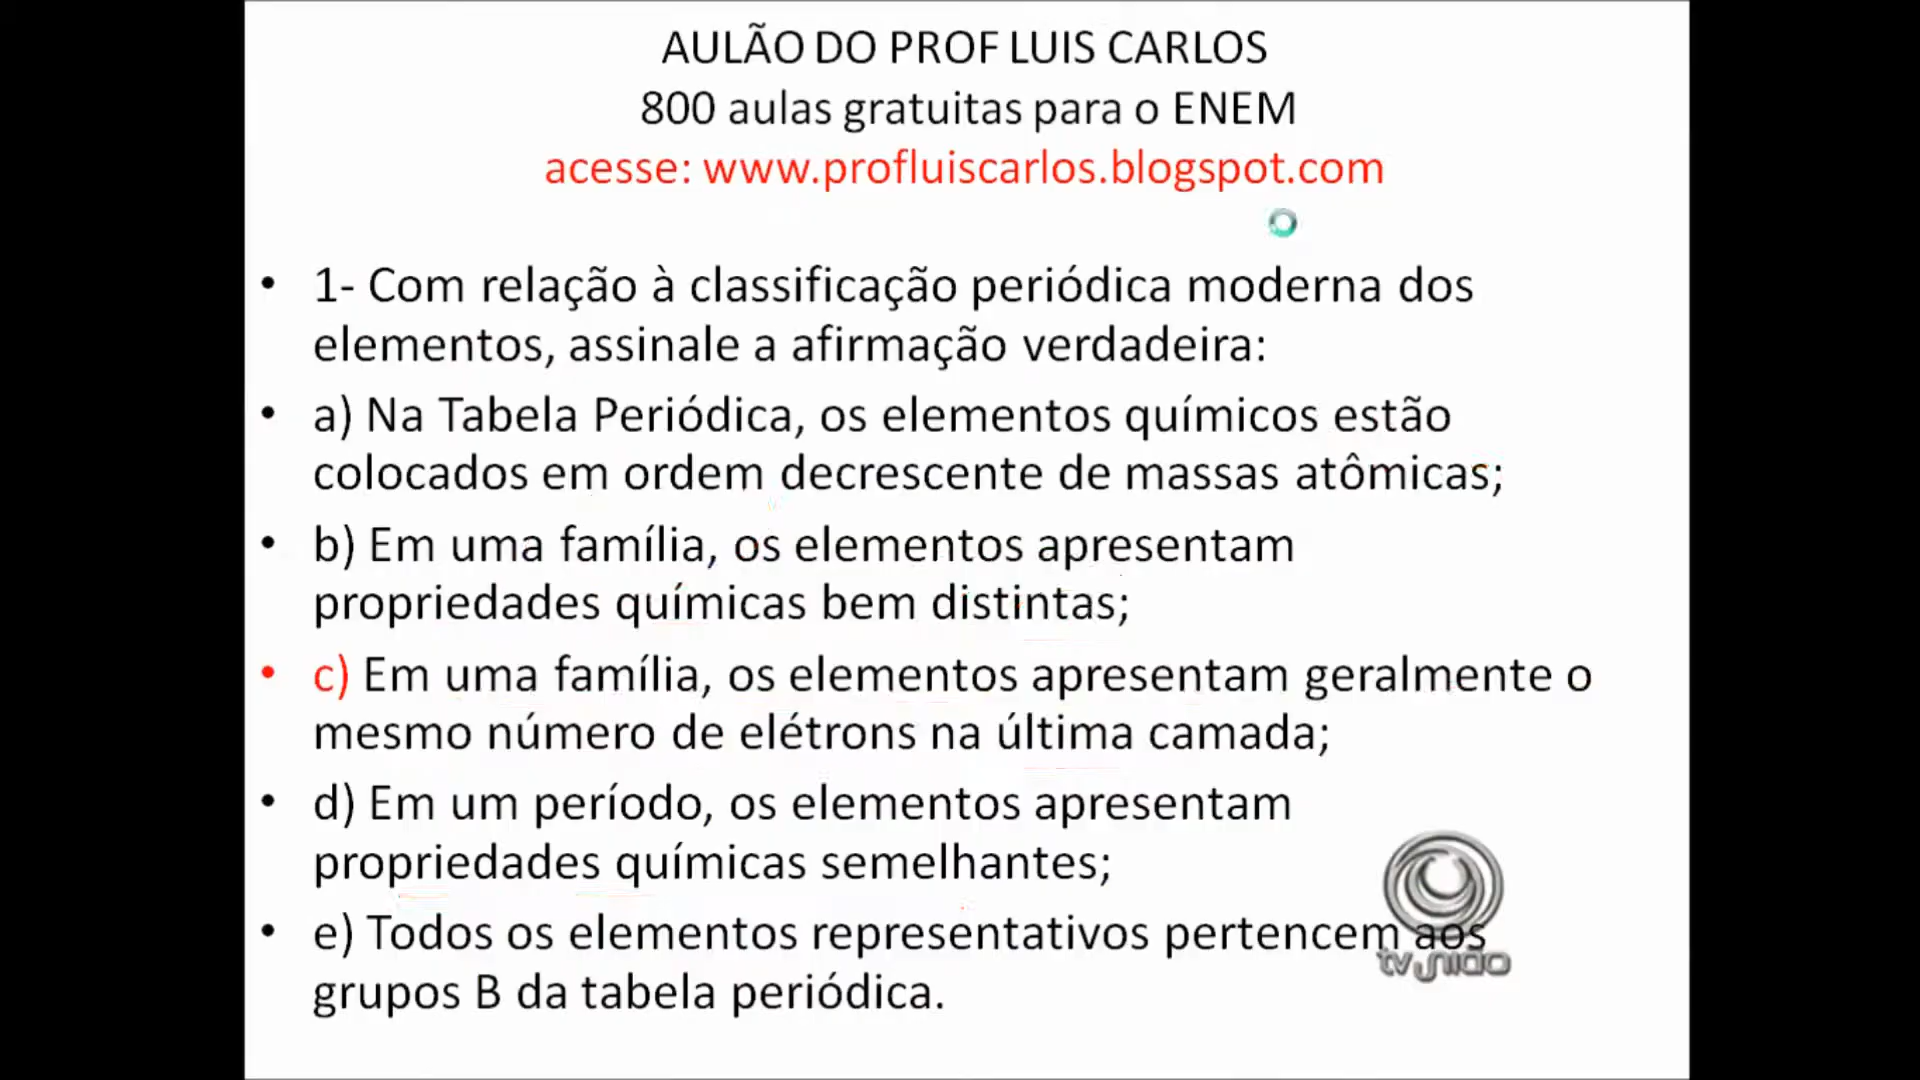 AULÃO DO PROF LUIS CARLOS
800 aulas gratuitas para o ENEM
acesse: www.profluiscarlos.blogspot.com
• 1- Com relação à classificação periódica moderna dos
elementos, assinale a afirmação verdadeira:
• a) Na Tabela Periódica, os elementos químicos estão
colocados em ordem decrescente de massas atômicas;
• b) Em uma família, os elementos apresentam
propriedades químicas bem distintas;
• c) Em uma família, os elementos apresentam geralmente o
mesmo número de elétrons na última camada;
• d) Em um período, os elementos apresentam
propriedades químicas semelhantes;
• e) Todos os elementos representativos pertencem aos
grupos B da tabela periódica.
tv união